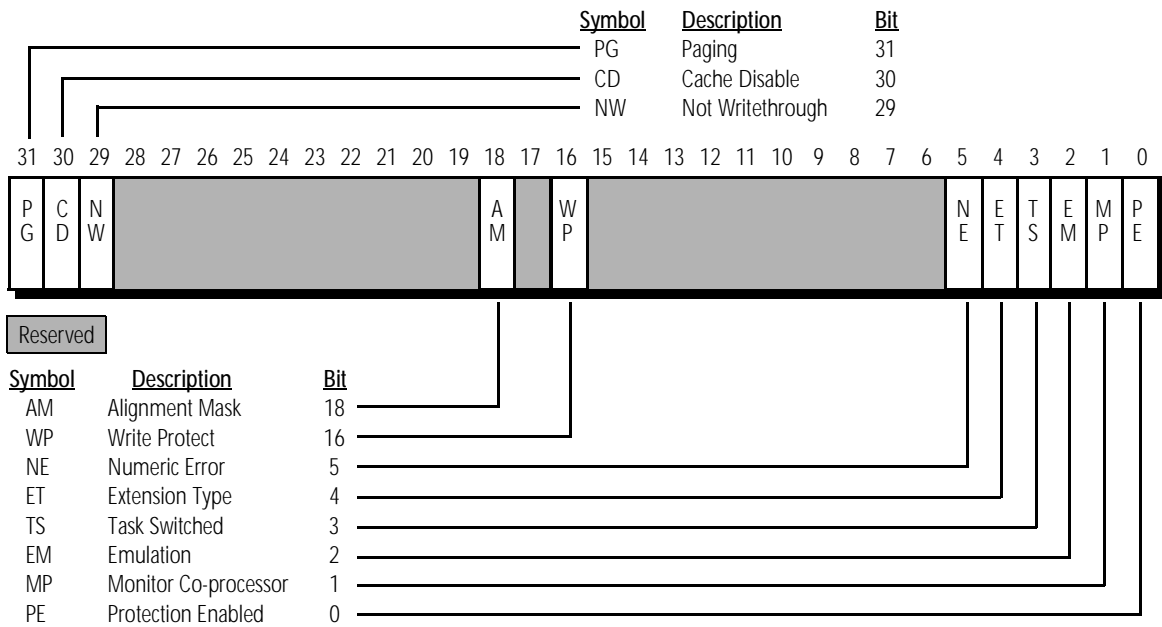 Symbol Description Bit
PG Paging 31
CD Cache Disable 30
NW Not Writethrough 29
31 30 29 28 27 26 25 24 23 22 21 20 19 18 17 16 15 14 13 12 11 10 9 8 7 6 5 4 3 2 1 0
P C N A W N E T E M P
G D W M P E T S M P E
Reserved
Symbol Description Bit
AM Alignment Mask 18
WP Write Protect 16
NE Numeric Error 5
ET Extension Type 4
TS Task Switched 3
EM Emulation 2
MP Monitor Co-processor 1
PE Protection Enabled 0